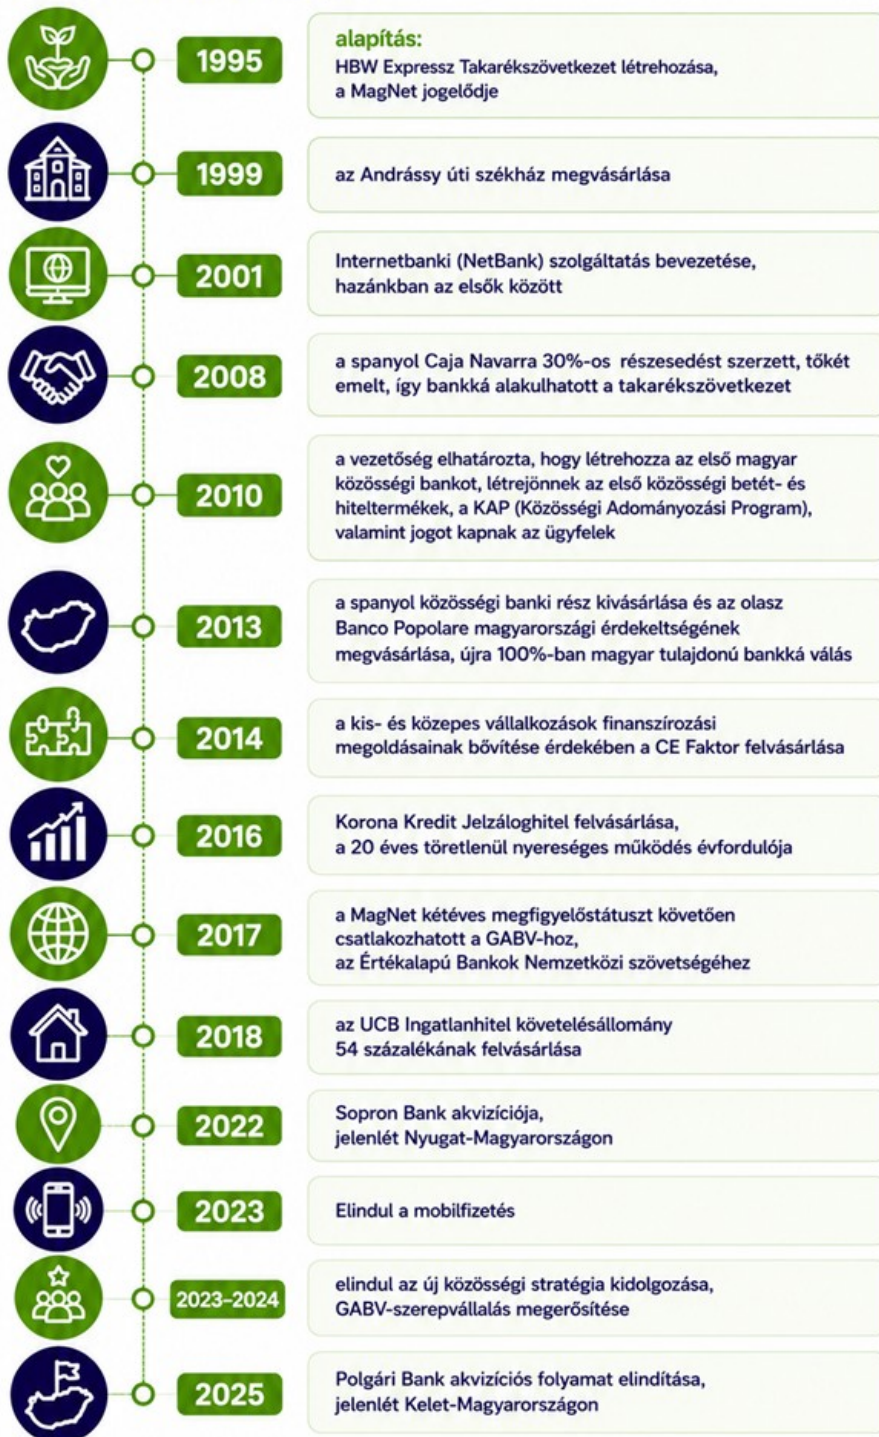 1995
alapítás:
HBW Expressz Takarékszövetkezet létrehozása,
a MagNet jogelődje
1999
az Andrássy úti székház megvásárlása
2001
Internetbanki (NetBank) szolgáltatás bevezetése,
hazánkban az elsők között
2008
a spanyol Caja Navarra 30%-os részesedést szerzett, tőkét
emelt, így bankká alakulhatott a takarékszövetkezet
2010
a vezetőség elhatározta, hogy létrehozza az első magyar
közösségi bankot, létrejönnek az első közösségi betét- és
hiteltermékek, a KAP (Közösségi Adományozási Program),
valamint jogot kapnak az ügyfelek
2013
a spanyol közösségi banki rész kivásárlása és az olasz
Banco Popolare magyarországi érdekeltségének
megvásárlása, újra 100%-ban magyar tulajdonú bankká válás
2014
a kis- és közepes vállalkozások finanszírozási
megoldásainak bővítése érdekében a CE Faktor felvásárlása
2016
Korona Kredit Jelzáloghitel felvásárlása,
a 20 éves töretlenül nyereséges működés évfordulója
2017
a MagNet kétéves megfigyelőstátuszt követően
csatlakozhatott a GABV-hoz,
az Értékalapú Bankok Nemzetközi szövetségéhez
2018
az UCB Ingatlanhitel követelésállomány
54 százalékának felvásárlása
2022
Sopron Bank akvizíciója,
jelenlét Nyugat-Magyarországon
2023
Elindul a mobilfizetés
2023–2024
elindul az új közösségi stratégia kidolgozása,
GABV-szerepvállalás megerősítése
2025
Polgári Bank akvizíciós folyamat elindítása,
jelenlét Kelet-Magyarországon